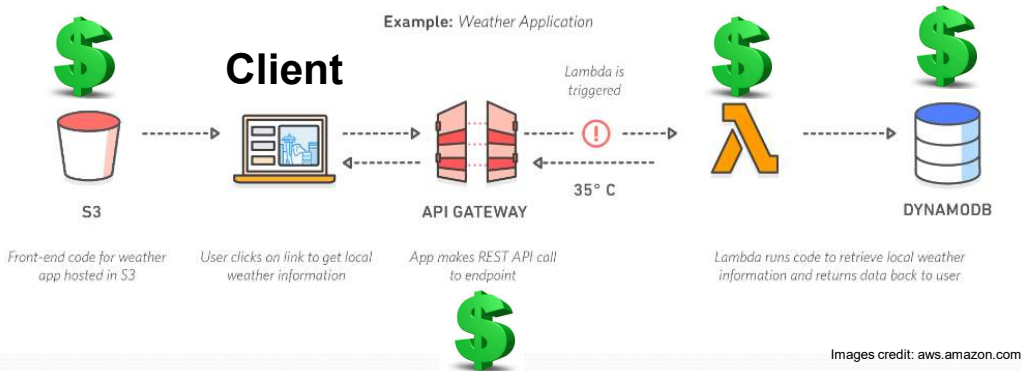 Example: Weather Application
Client
Lambda is
triggered
35° C
S3
API GATEWAY
DYNAMODB
Front-end code for weather
app hosted in S3
User clicks on link to get local
weather information
App makes REST API call
to endpoint
Lambda runs code to retrieve local weather
information and returns data back to user
Images credit: aws.amazon.com